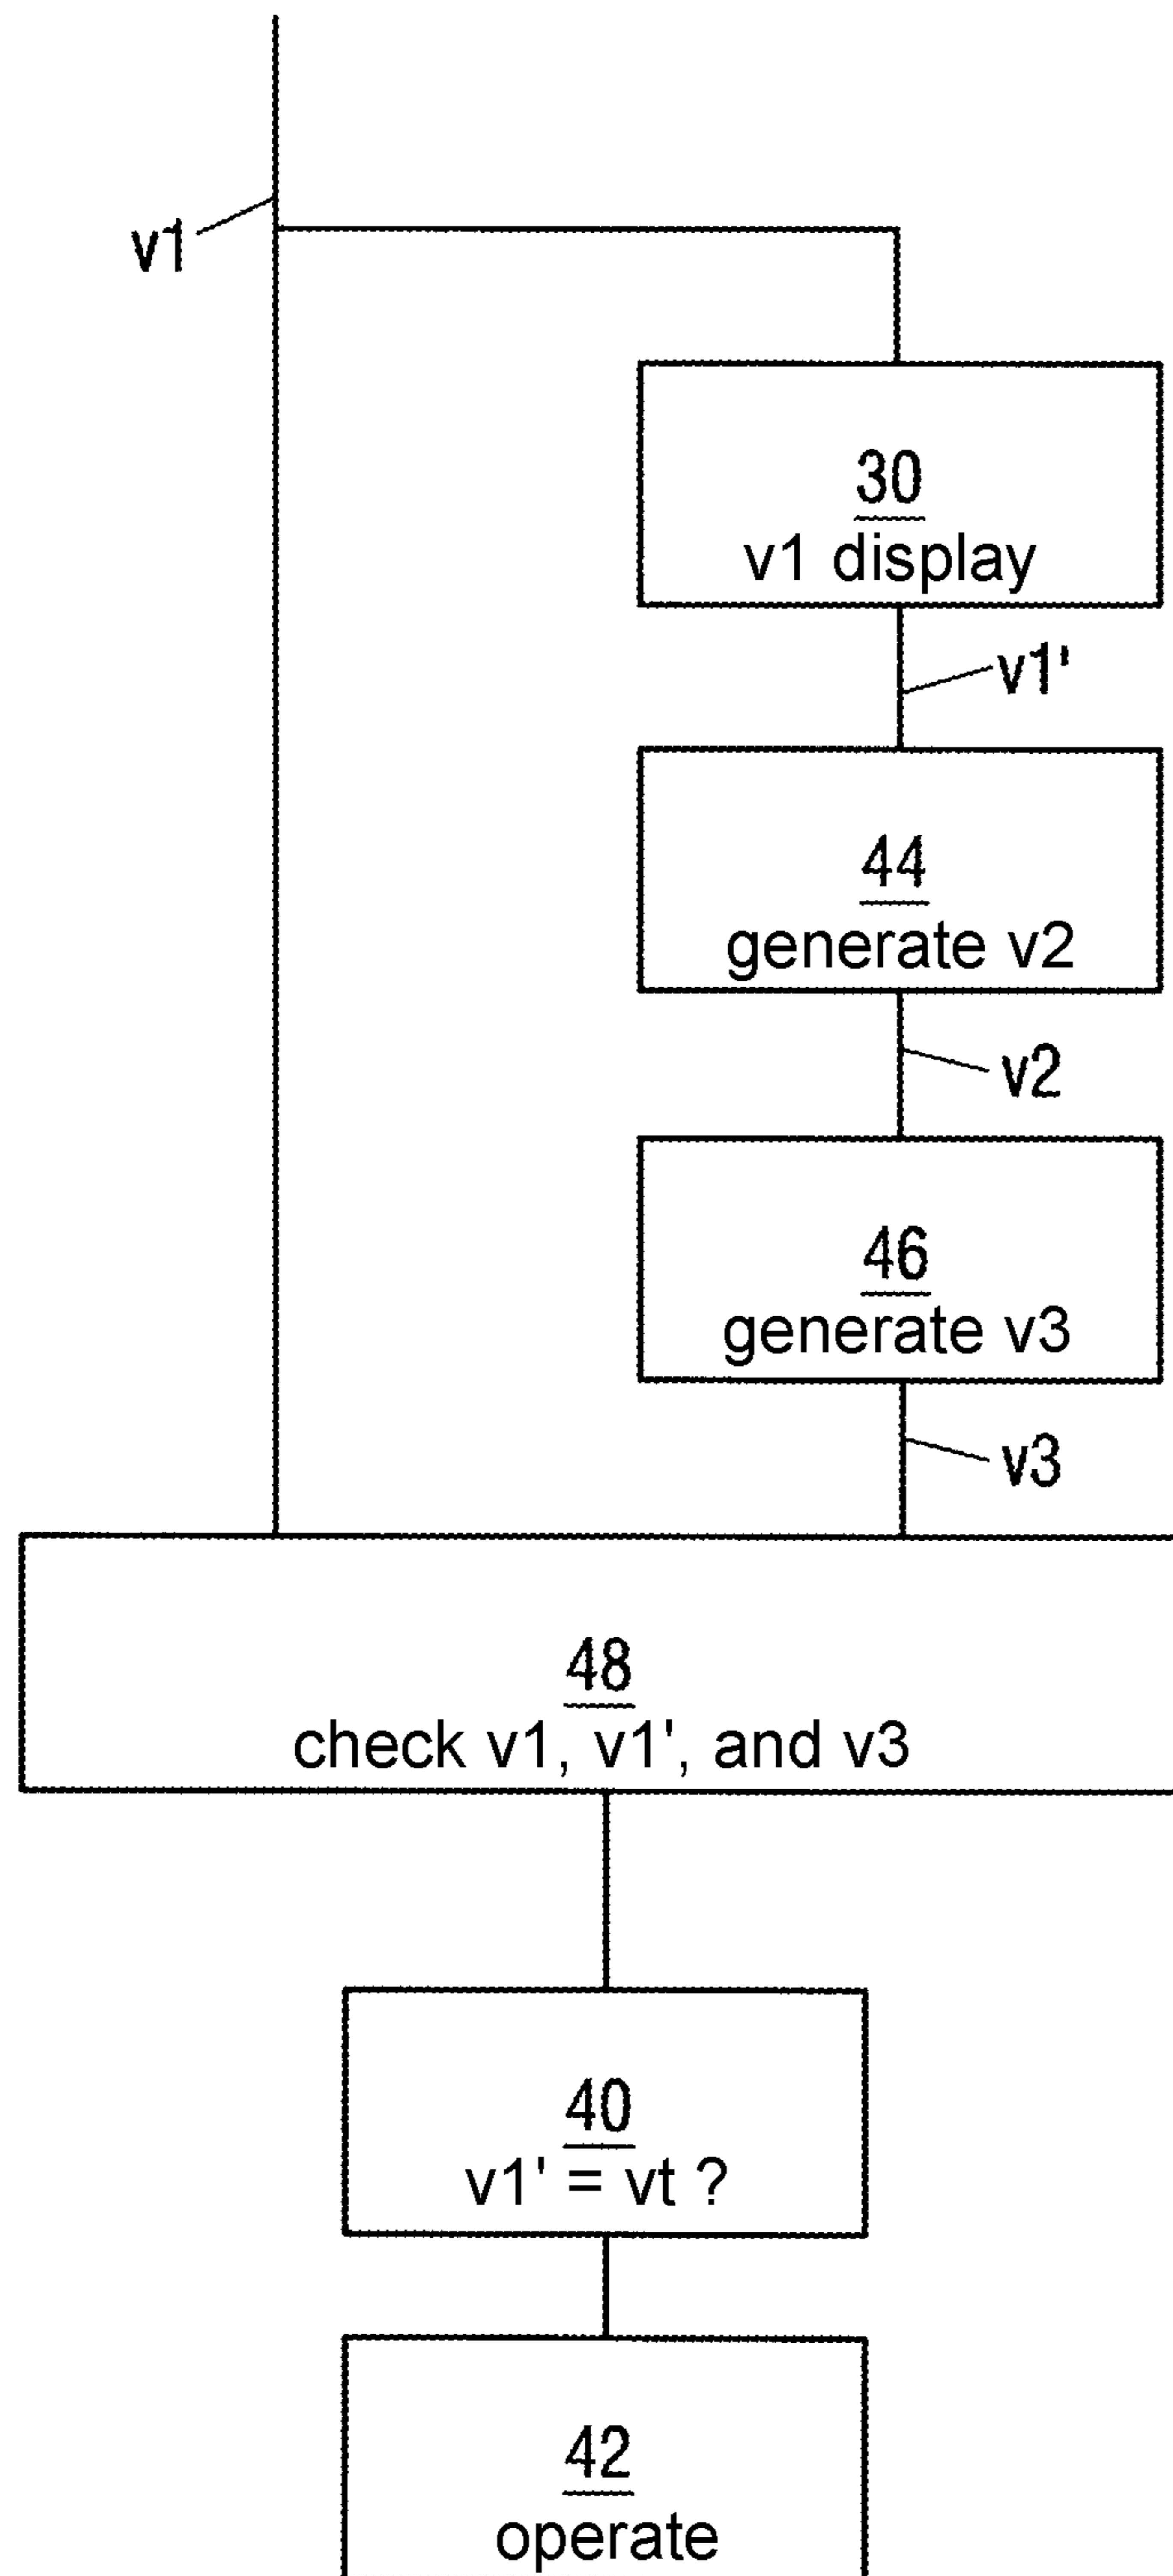 v1
30
v1 display
v1'
44
generate v2
v2
46
generate v3
v3
48
check v1, v1', and v3
40
v1' = vt ?
42
operate